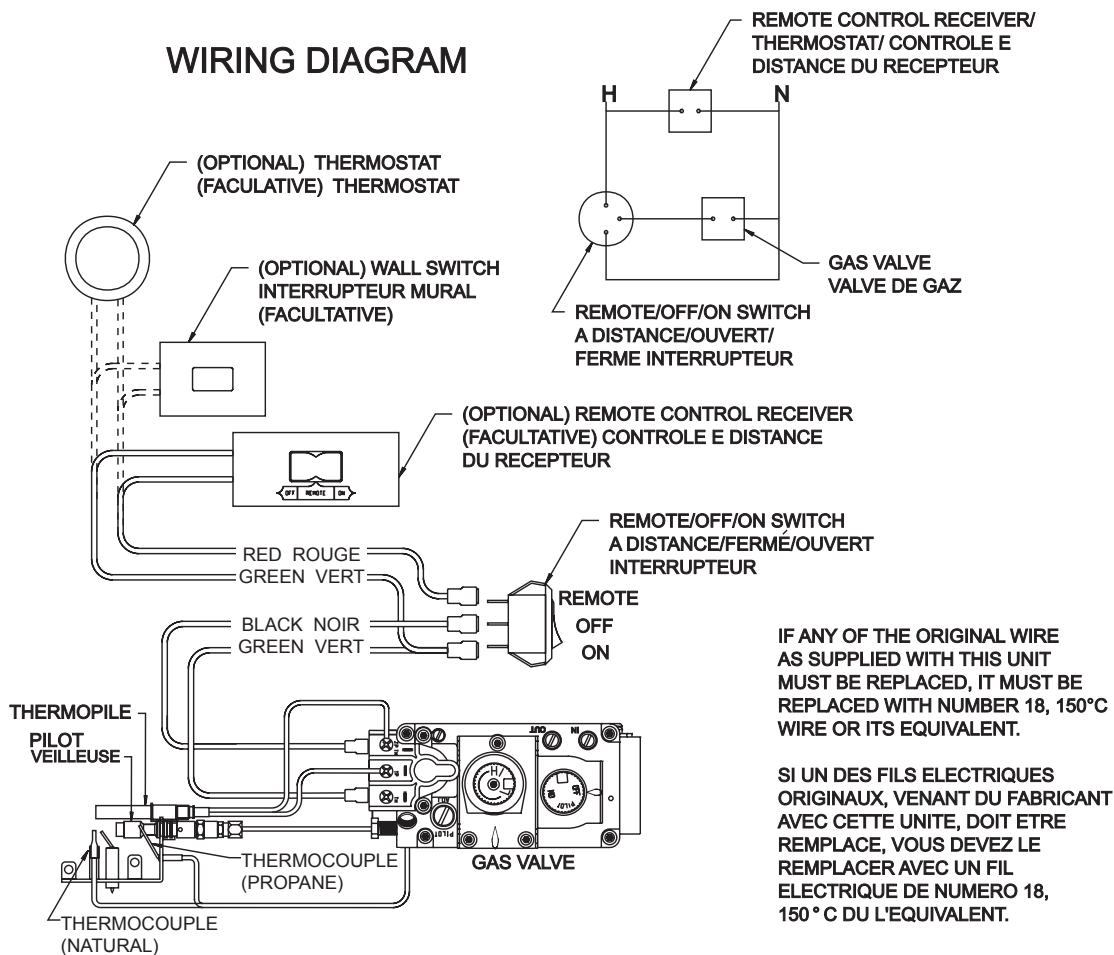 WIRING DIAGRAM
REMOTE CONTROL RECEIVER/
THERMOSTAT/ CONTROLE E
DISTANCE DU RECEPTEUR
H
N
(OPTIONAL) THERMOSTAT
(FACULATIVE) THERMOSTAT
(OPTIONAL) WALL SWITCH
INTERRUPTEUR MURAL
(FACULTATIVE)
GAS VALVE
VALVE DE GAZ
REMOTE/OFF/ON SWITCH
A DISTANCE/OUVERT/
FERME INTERRUPTEUR
(OPTIONAL) REMOTE CONTROL RECEIVER
(FACULTATIVE) CONTROLE E DISTANCE
DU RECEPTEUR
OFF REMOTE ON
REMOTE/OFF/ON SWITCH
A DISTANCE/FERMÉ/OUVERT
INTERRUPTEUR
RED ROUGE
GREEN VERT
BLACK NOIR
GREEN VERT
REMOTE
OFF
ON
IF ANY OF THE ORIGINAL WIRE
AS SUPPLIED WITH THIS UNIT
MUST BE REPLACED, IT MUST BE
REPLACED WITH NUMBER 18, 150°C
WIRE OR ITS EQUIVALENT.
SI UN DES FILS ELECTRIQUES
ORIGINAUX, VENANT DU FABRICANT
AVEC CETTE UNITE, DOIT ETRE
REMPLACE, VOUS DEVEZ LE
REMPLACER AVEC UN FIL
ELECTRIQUE DE NUMERO 18,
150 ° C DU L'EQUIVALENT.
THERMOPILE
PILOT
VEILLEUSE
OUT
IN
PILOT
OFF
PILOT
GAS VALVE
THERMOCOUPLE
(PROPANE)
THERMOCOUPLE
(NATURAL)